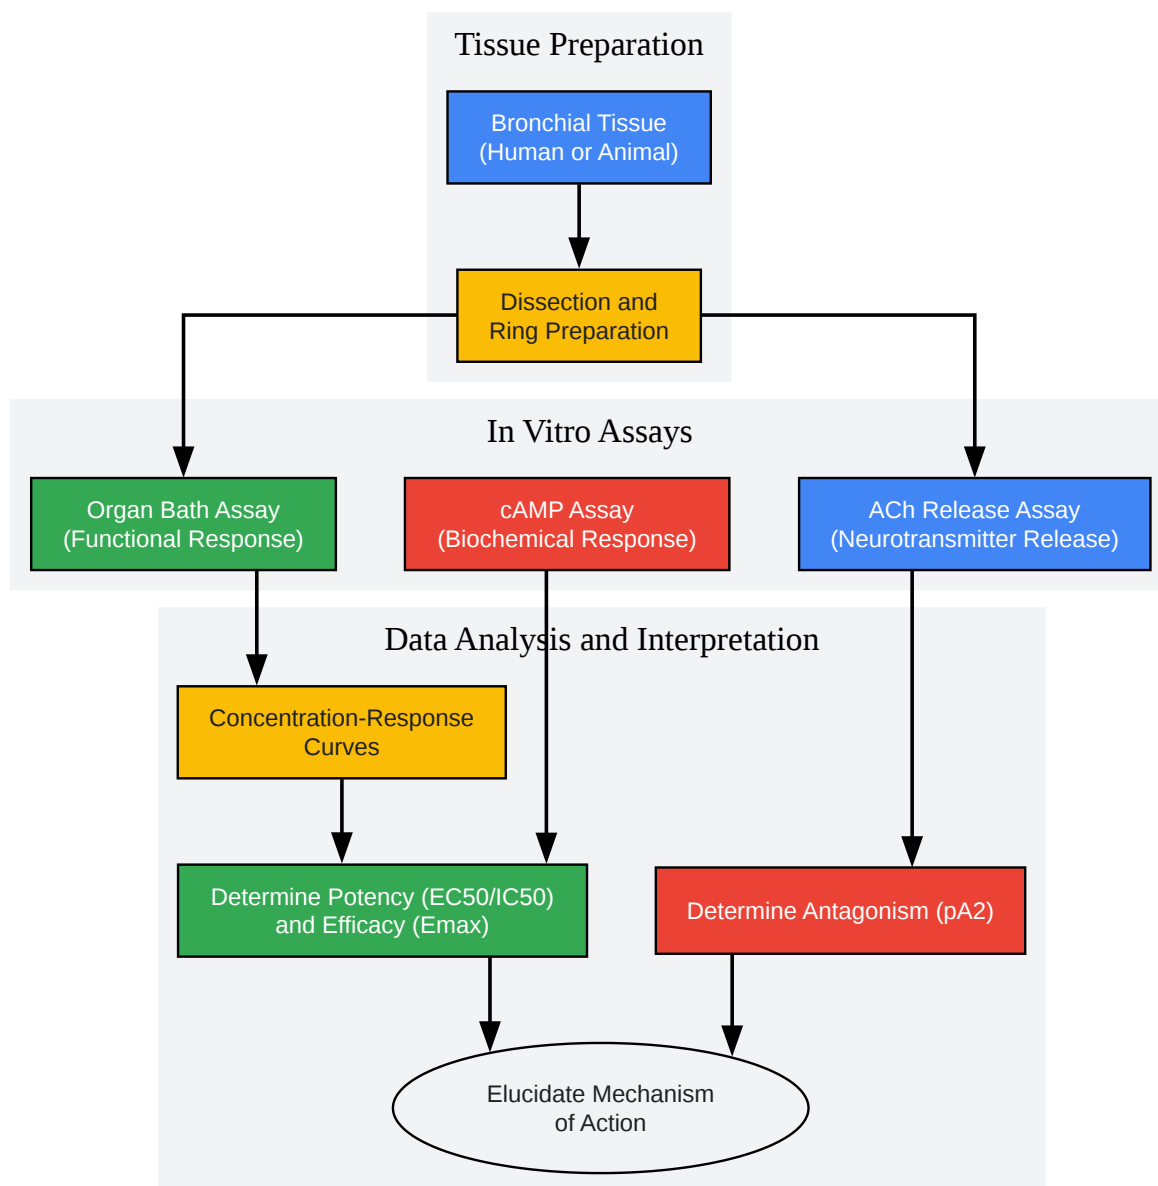 Tissue Preparation
Bronchial Tissue
(Human or Animal)
Dissection and
Ring Preparation
In Vitro Assays
Organ Bath Assay
(Functional Response)
cAMP Assay
(Biochemical Response)
ACh Release Assay
(Neurotransmitter Release)
Data Analysis and Interpretation
Concentration-Response
Curves
Determine Potency (EC50/IC50)
and Efficacy (Emax)
Determine Antagonism (pA2)
Elucidate Mechanism
of Action